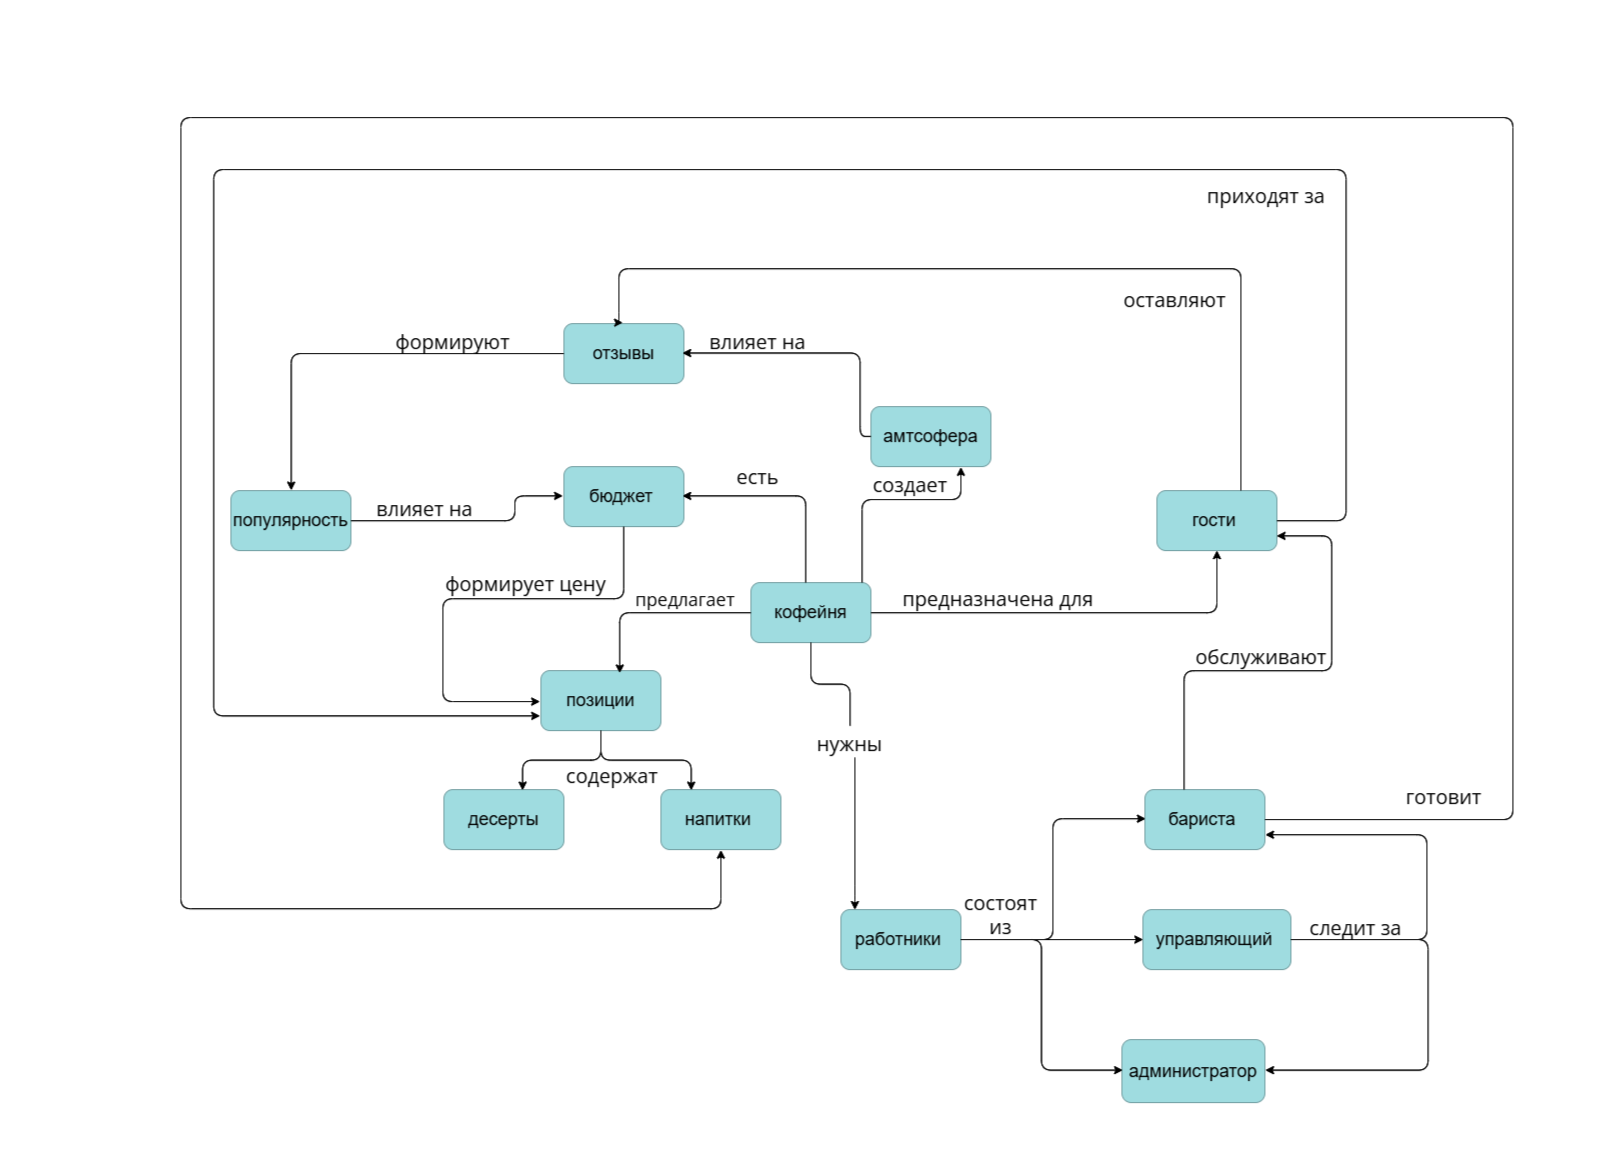 приходят за
оставляют
формируют
отзывы
влияет на
амтсофера
есть
создает
популярность
влияет на
бюджет
гости
формирует цену
предлагает
кофейня
предназначена для
обслуживают
позиции
нужны
содержат
десерты
напитки
бариста
готовит
состоят
из
работники
управляющий
следит за
администратор